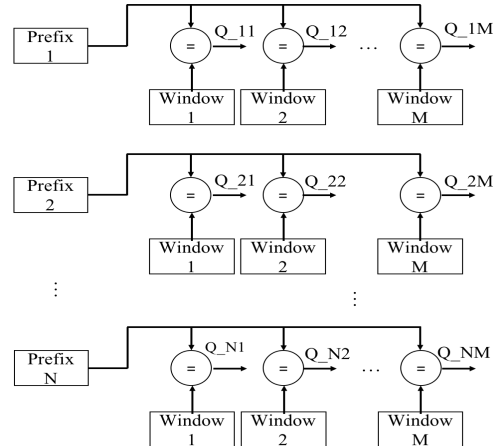 Prefix 1
Q_11 Q_12 … Q_1M
= = =
Window 1 Window 2 Window M
Prefix 2
Q_21 Q_22 Q_2M
= = =
Window 1 Window 2 Window M
⋮ ⋮
Prefix N
Q_N1 Q_N2 … Q_NM
= = =
Window 1 Window 2 Window M